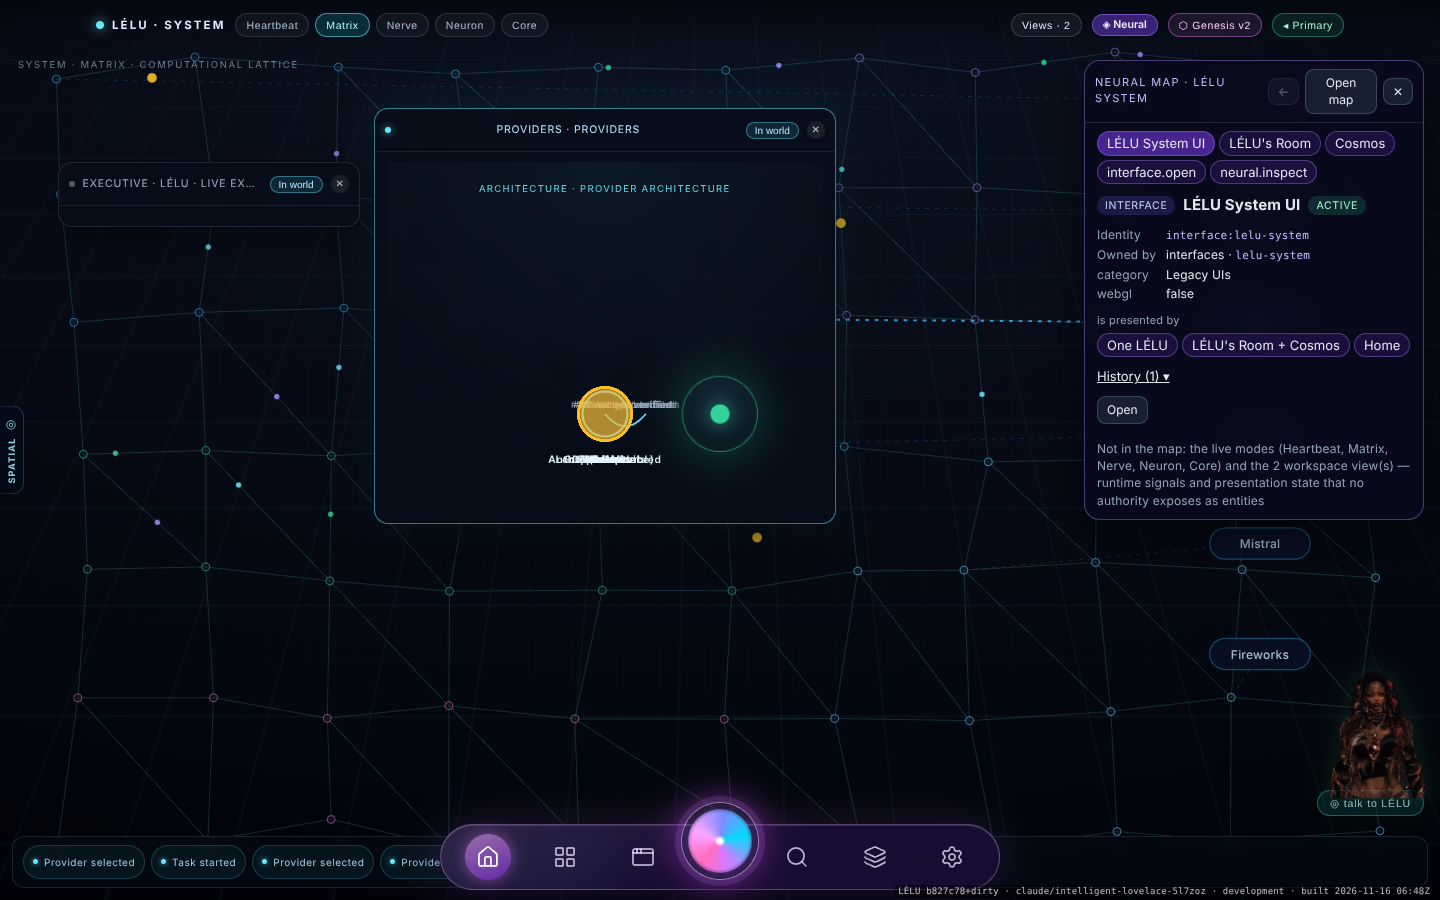 LÉLU · SYSTEM
Heartbeat
Matrix
Nerve
Neuron
Core
Views · 2
◈ Neural
⬡ Genesis v2
◂ Primary
SYSTEM · MATRIX · COMPUTATIONAL LATTICE
NEURAL MAP · LÉLU SYSTEM
←
Open map
✕
PROVIDERS · PROVIDERS
In world
✕
EXECUTIVE · LÉLU · LIVE EX…
In world
✕
ARCHITECTURE · PROVIDER ARCHITECTURE
LÉLU System UI
LÉLU's Room
Cosmos
interface.open
neural.inspect
INTERFACE LÉLU System UI ACTIVE
Identity interface:lelu-system
Owned by interfaces · lelu-system
category Legacy UIs
webgl false
is presented by
One LÉLU
LÉLU's Room + Cosmos
Home
History (1) ▾
Open
Not in the map: the live modes (Heartbeat, Matrix,
Nerve, Neuron, Core) and the 2 workspace view(s) —
runtime signals and presentation state that no
authority exposes as entities
SPATIAL ◎
Mistral
Fireworks
◎ talk to LÉLU
Provider selected
Task started
Provider selected
Provide
LÉLU b827c78+dirty · claude/intelligent-lovelace-5l7zoz · development · built 2026-11-16 06:48Z